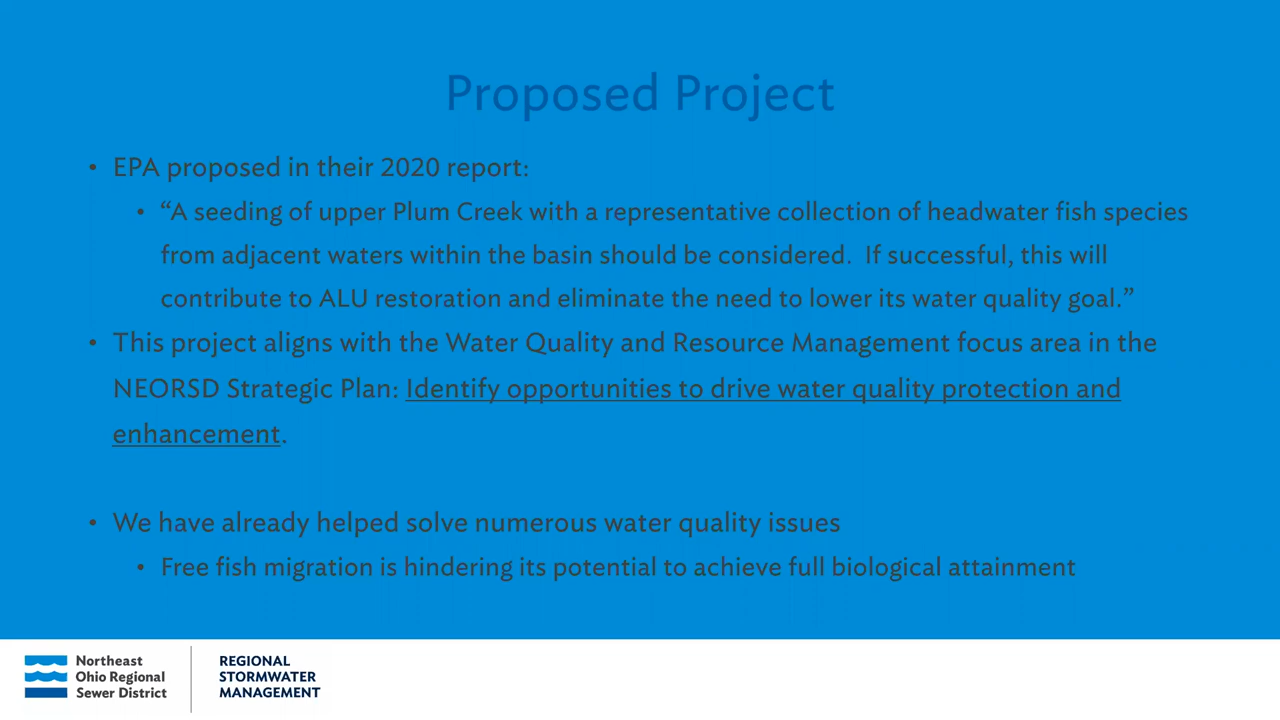 Proposed Project
• EPA proposed in their 2020 report:
• “A seeding of upper Plum Creek with a representative collection of headwater fish species
from adjacent waters within the basin should be considered.  If successful, this will
contribute to ALU restoration and eliminate the need to lower its water quality goal.”
• This project aligns with the Water Quality and Resource Management focus area in the
NEORSD Strategic Plan: Identify opportunities to drive water quality protection and
enhancement.
• We have already helped solve numerous water quality issues
• Free fish migration is hindering its potential to achieve full biological attainment
Northeast
Ohio Regional
Sewer District
REGIONAL
STORMWATER
MANAGEMENT